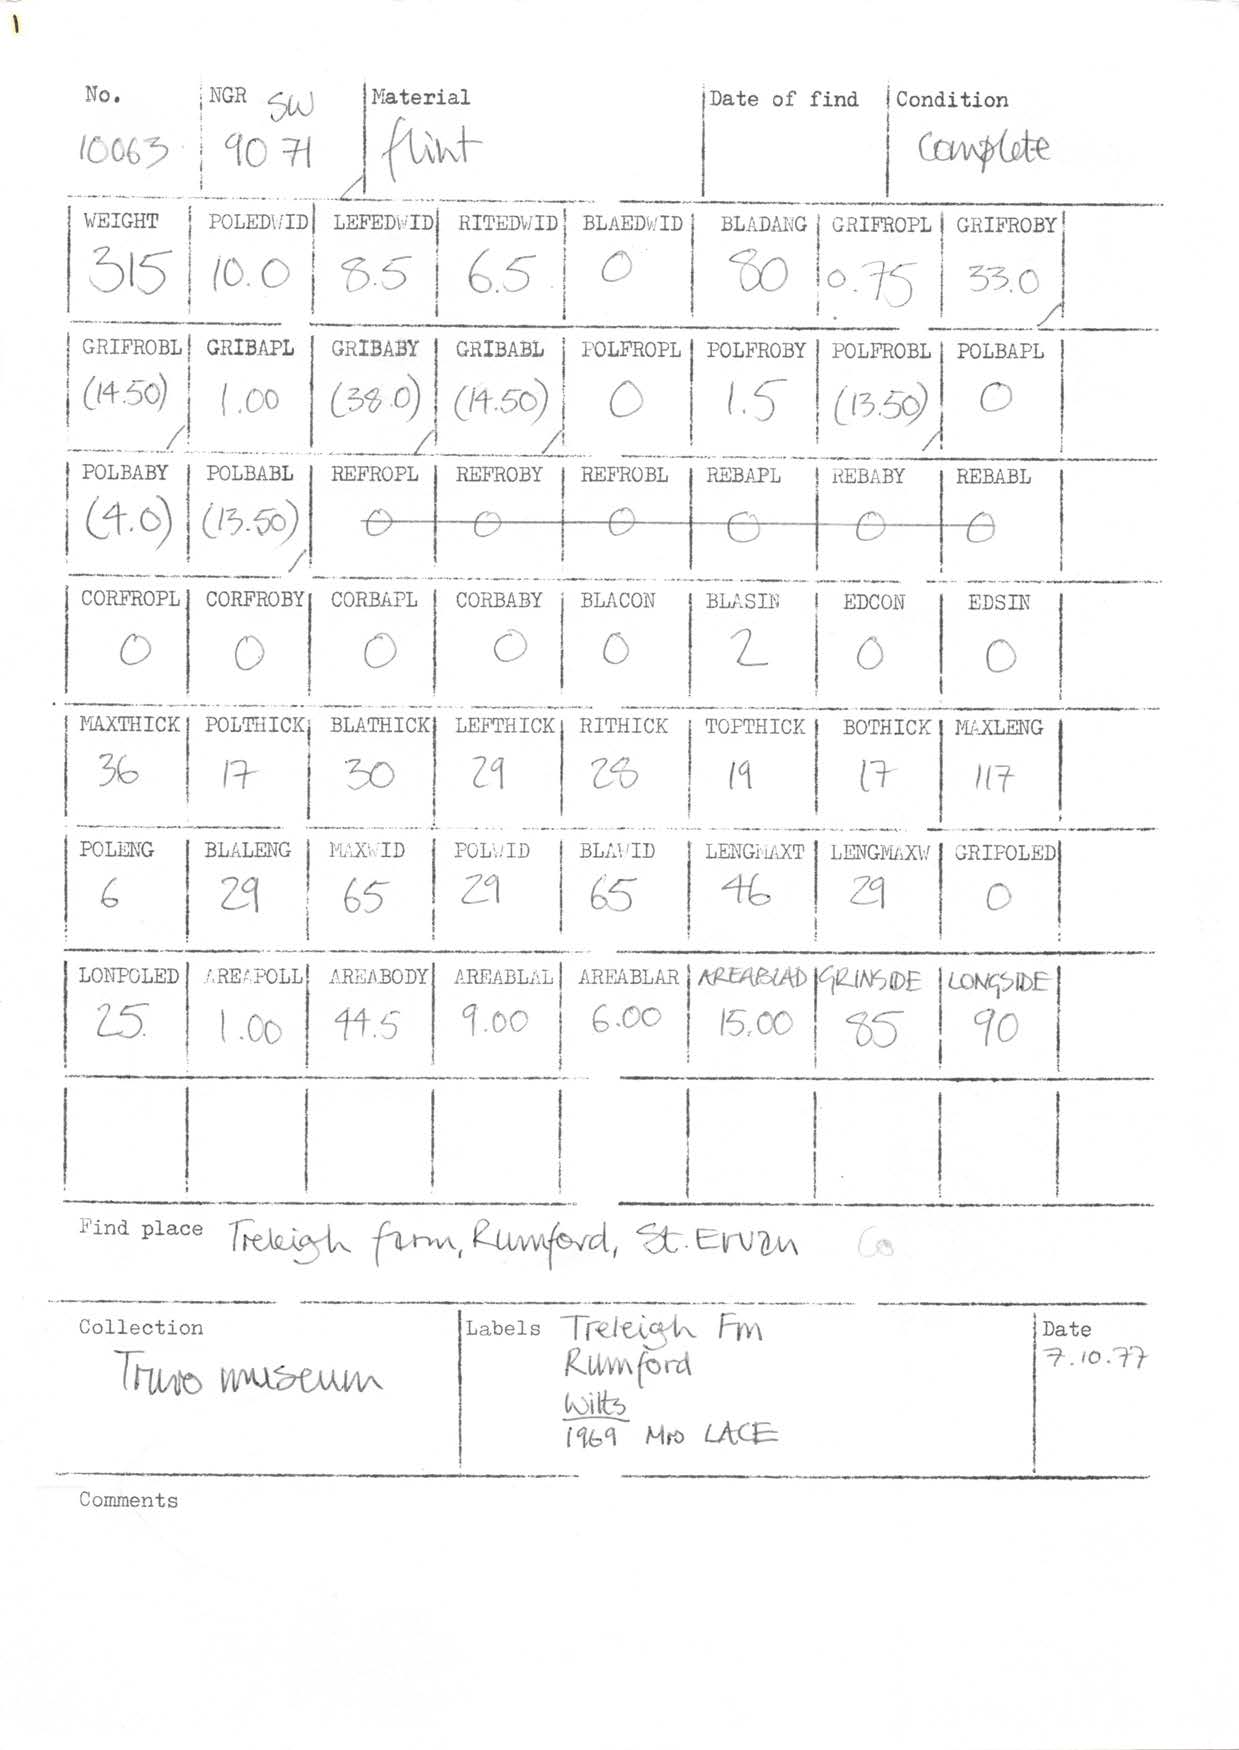 1
No. NGR SW Material Date of find Condition
10063 90 71 flint complete
WEIGHT POLEDWID LEFEDWID RITEDWID BLAEDWID BLADANG GRIFROPL GRIFROBY
315 10.0 8.5 6.5 0 80 0.75 33.0
GRIFROBL GRIBAPL GRIBABY GRIBABL POLFROPL POLFROBY POLFROBL POLBAPL
(14.50) 1.00 (38.0) (14.50) 0 1.5 (13.50) 0
POLBABY POLBABL REFROPL REFROBY REFROBL REBAPL REBABY REBABL
(4.0) (13.50) 0 0 0 0 0 0
CORFROPL CORFROBY CORBAPL CORBABY BLACON BLASIN EDCON EDSIN
0 0 0 0 0 2 0 0
MAXTHICK POLTHICK BLATHICK LEFTHICK RITHICK TOPTHICK BOTHICK MAXLENG
36 17 30 29 28 19 17 117
POLENG BLALENG MAXWID POLWID BLAWID LENGMAXT LENGMAXW GRIPOLED
6 29 65 29 65 46 29 0
LONPOLED AREAPOLL AREABODY AREABLAL AREABLAR AREABLAD GRINSIDE LONGSIDE
25. 1.00 44.5 9.00 6.00 15.00 85 90
Find place Treleigh farm, Rumford, St. Ervan Co
Collection Labels Treleigh Fm Date
Truro museum Rumford 7.10.77
Wilts
1969 Mrs LACE
Comments